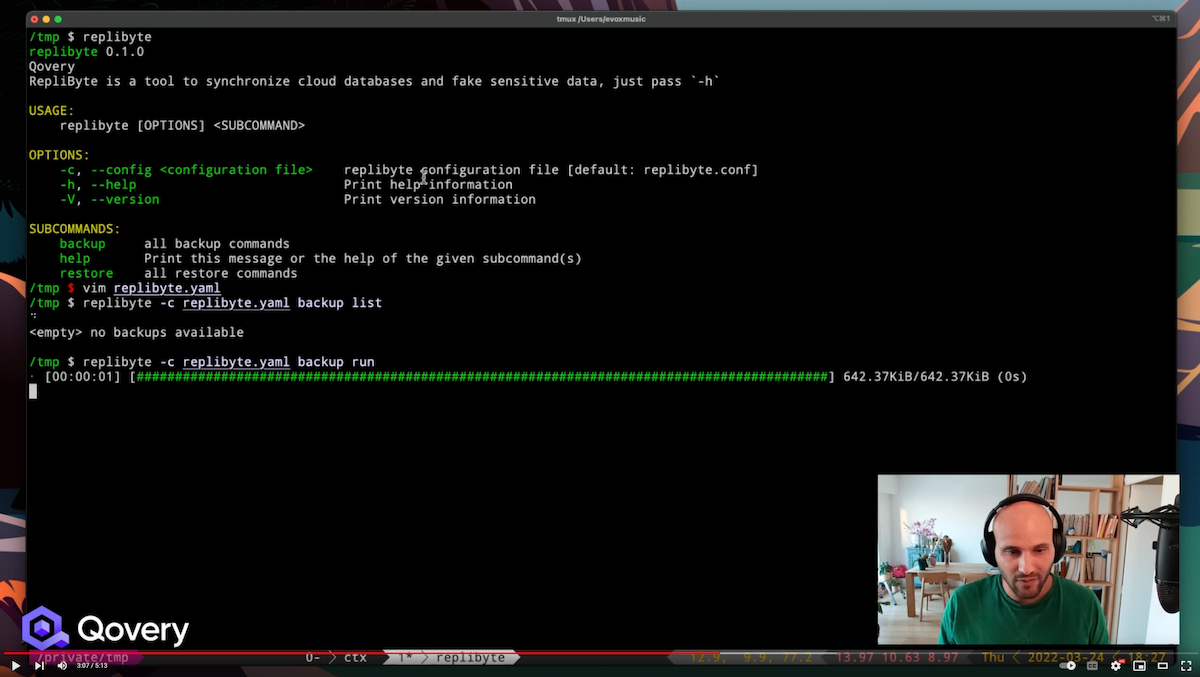 tmux /Users/evoxmusic
⌥⌘1
/tmp $ replibyte
replibyte 0.1.0
Qovery
RepliByte is a tool to synchronize cloud databases and fake sensitive data, just pass `-h`
USAGE:
replibyte [OPTIONS] <SUBCOMMAND>
OPTIONS:
-c, --config <configuration file> replibyte configuration file [default: replibyte.conf]
-h, --help Print help information
-V, --version Print version information
SUBCOMMANDS:
backup all backup commands
help Print this message or the help of the given subcommand(s)
restore all restore commands
/tmp $ vim replibyte.yaml
/tmp $ replibyte -c replibyte.yaml backup list
<empty> no backups available
/tmp $ replibyte -c replibyte.yaml backup run
[00:00:01] [##########################################################################################] 642.37KiB/642.37KiB (0s)
Qovery
/private/tmp 0- ctx 1* replibyte 12.9, 9.9, 77.2 13.97 10.63 8.97 Thu 2022-03-24 18:27
3:07 / 5:13